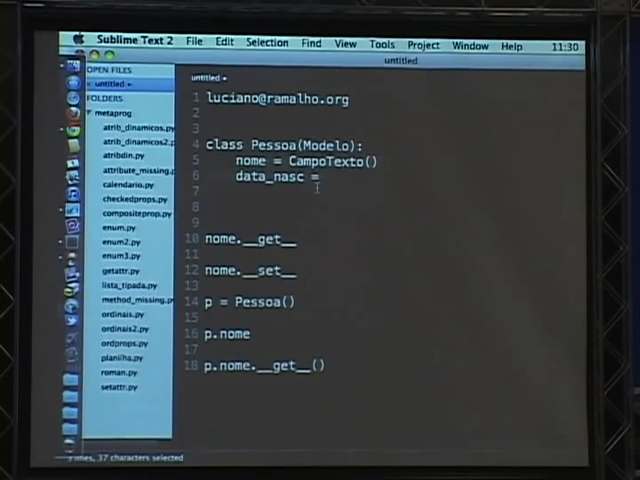 Sublime Text 2 File Edit Selection Find View Tools Project Window Help 11:30
untitled
OPEN FILES
untitled
FOLDERS
metaprog
atrib_dinamicos.py
atrib_dinamicos2.p
atribdin.py
attribute_missing.p
calendario.py
checkedprops.py
compositeprop.py
enum.py
enum2.py
enum3.py
getattr.py
lista_tipada.py
method_missing.py
ordinais.py
ordinais2.py
ordprops.py
planilha.py
roman.py
setattr.py
untitled
1 luciano@ramalho.org
2
3
4 class Pessoa(Modelo):
5 nome = CampoTexto()
6 data_nasc =
7
8
9
10 nome.__get__
11
12 nome.__set__
13
14 p = Pessoa()
15
16 p.nome
17
18 p.nome.__get__()
lines, 37 characters selected